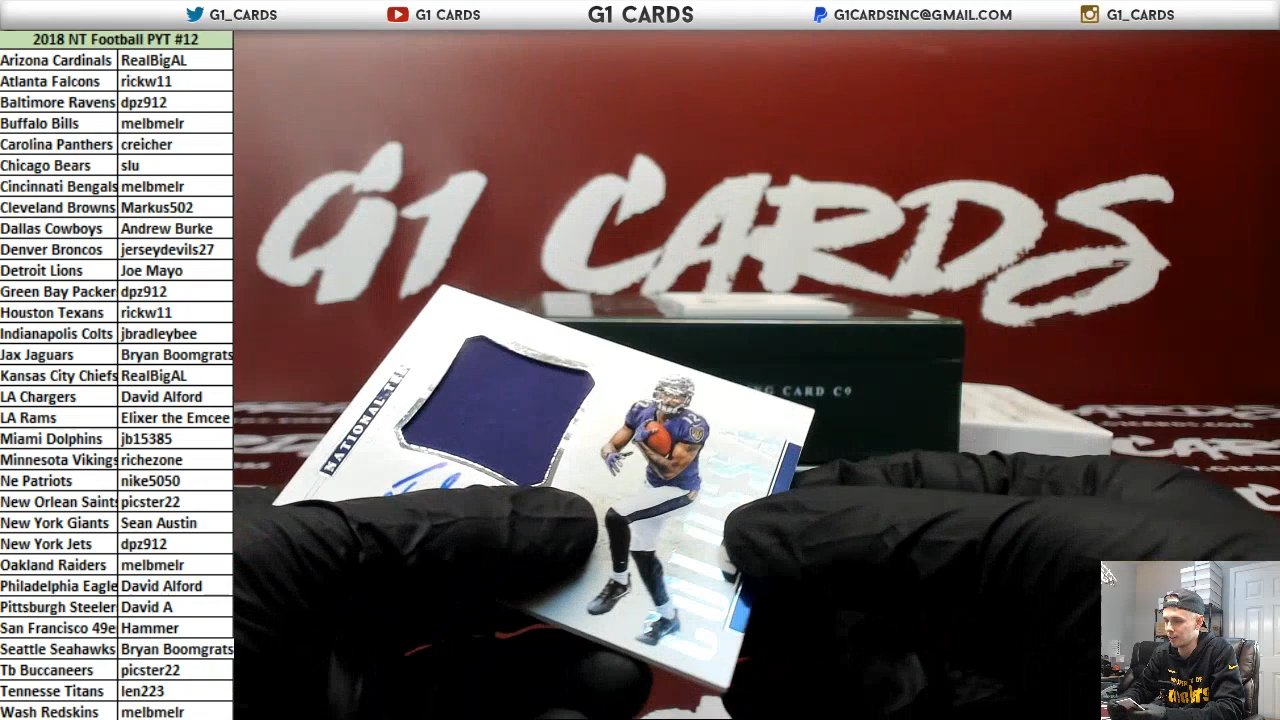 G1_CARDS
G1 CARDS
G1 CARDS
G1CARDSINC@GMAIL.COM
G1_CARDS
2018 NT Football PYT #12
Arizona Cardinals RealBigAL
Atlanta Falcons rickw11
Baltimore Ravens dpz912
Buffalo Bills melbmelr
Carolina Panthers creicher
Chicago Bears slu
Cincinnati Bengals melbmelr
Cleveland Browns Markus502
Dallas Cowboys Andrew Burke
Denver Broncos jerseydevils27
Detroit Lions Joe Mayo
Green Bay Packer dpz912
Houston Texans rickw11
Indianapolis Colts jbradleybee
Jax Jaguars Bryan Boomgrats
Kansas City Chiefs RealBigAL
LA Chargers David Alford
LA Rams Elixer the Emcee
Miami Dolphins jb15385
Minnesota Vikings richezone
Ne Patriots nike5050
New Orlean Saints picster22
New York Giants Sean Austin
New York Jets dpz912
Oakland Raiders melbmelr
Philadelphia Eagle David Alford
Pittsburgh Steeler David A
San Francisco 49e Hammer
Seattle Seahawks Bryan Boomgrats
Tb Buccaneers picster22
Tennesse Titans len223
Wash Redskins melbmelr
G1 CARDS
CARD
NATIONAL